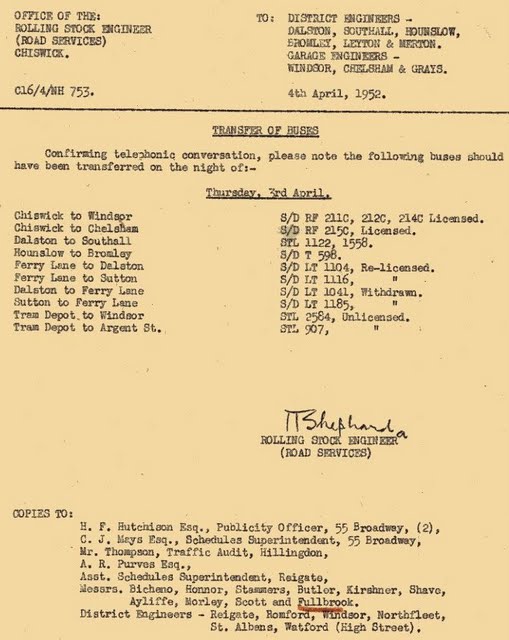 OFFICE OF THE:
ROLLING STOCK ENGINEER
(ROAD SERVICES)
CHISWICK.
C16/4/NH 753.
TO: DISTRICT ENGINEERS -
DALSTON, SOUTHALL, HOUNSLOW,
BROMLEY, LEYTON & MERTON.
GARAGE ENGINEERS -
WINDSOR, CHELSHAM & GRAYS.
4th April, 1952.
TRANSFER OF BUSES
Confirming telephonic conversation, please note the following buses should
have been transferred on the night of:-
Thursday, 3rd April.
Chiswick to Windsor S/D RF 211C, 212C, 214C Licensed.
Chiswick to Chelsham S/D RF 215C, Licensed.
Dalston to Southall STL 1122, 1558.
Hounslow to Bromley S/D T 598.
Ferry Lane to Dalston S/D LT 1104, Re-licensed.
Ferry Lane to Sutton S/D LT 1116, "
Dalston to Ferry Lane S/D LT 1041, Withdrawn.
Sutton to Ferry Lane S/D LT 1185, "
Tram Depot to Windsor STL 2584, Unlicensed.
Tram Depot to Argent St. STL 907, "
Shephard
ROLLING STOCK ENGINEER
(ROAD SERVICES)
COPIES TO:
H. F. Hutchison Esq., Publicity Officer, 55 Broadway, (2),
C. J. Mays Esq., Schedules Superintendent, 55 Broadway,
Mr. Thompson, Traffic Audit, Hillingdon,
A. R. Purves Esq.,
Asst. Schedules Superintendent, Reigate,
Messrs. Bicheno, Honnor, Stammers, Butler, Kirshner, Shave,
Ayliffe, Morley, Scott and Fullbrook.
District Engineers - Reigate, Romford, Windsor, Northfleet,
St. Albans, Watford (High Street).